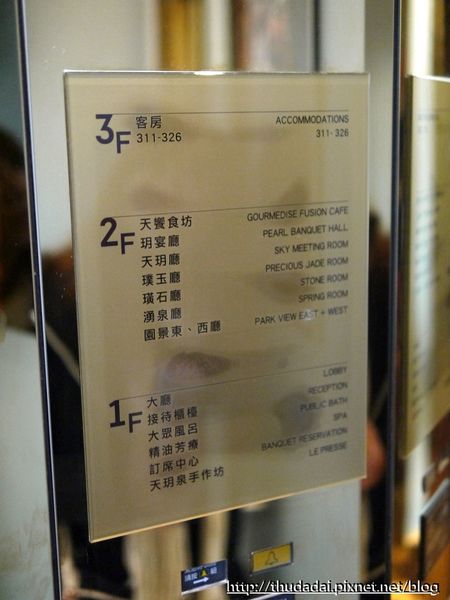 3F
客房 ACCOMMODATIONS
311-326 311-326
2F
天饗食坊 GOURMEDISE FUSION CAFE
玥宴廳 PEARL BANQUET HALL
天玥廳 SKY MEETING ROOM
璞玉廳 PRECIOUS JADE ROOM
璜石廳 STONE ROOM
湧泉廳 SPRING ROOM
園景東、西廳 PARK VIEW EAST + WEST
1F
大廳 LOBBY
接待櫃檯 RECEPTION
大眾風呂 PUBLIC BATH
精油芳療 SPA
訂席中心 BANQUET RESERVATION
天玥泉手作坊 LE PRESSE
http://thudadai.pixnet.net/blog